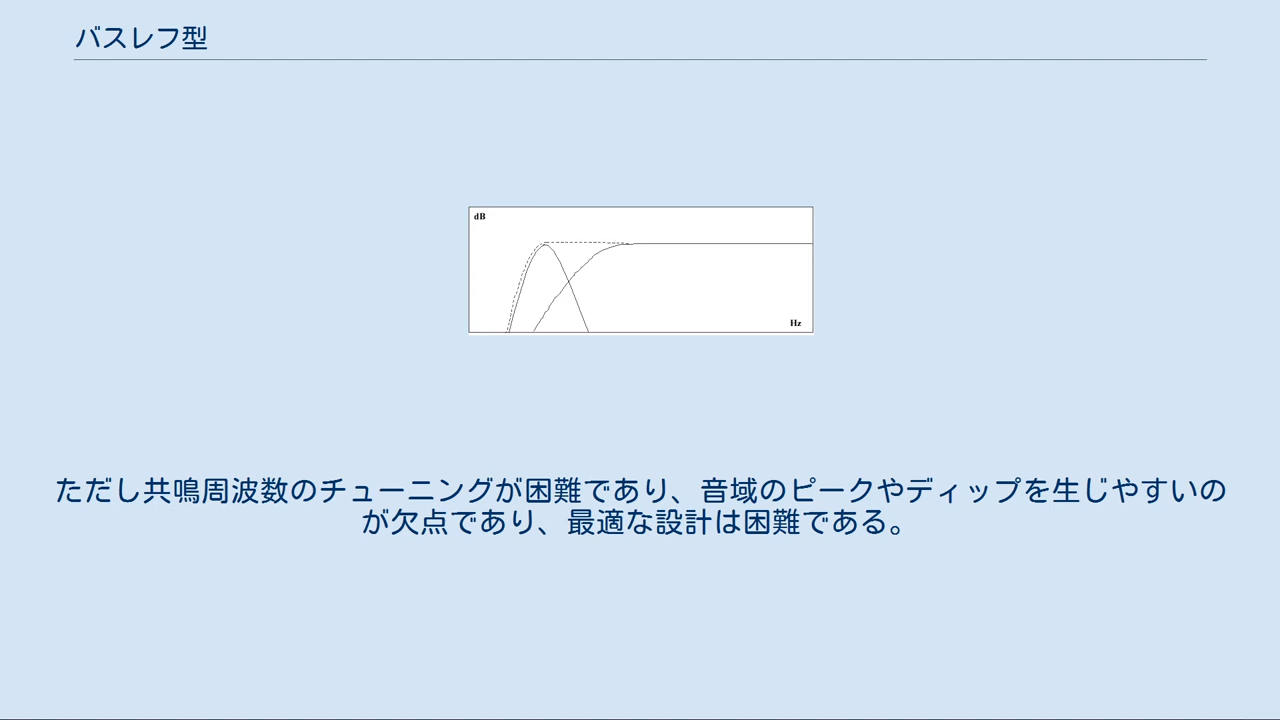 バスレフ型
dB
Hz
ただし共鳴周波数のチューニングが困難であり、音域のピークやディップを生じやすいの
が欠点であり、最適な設計は困難である。